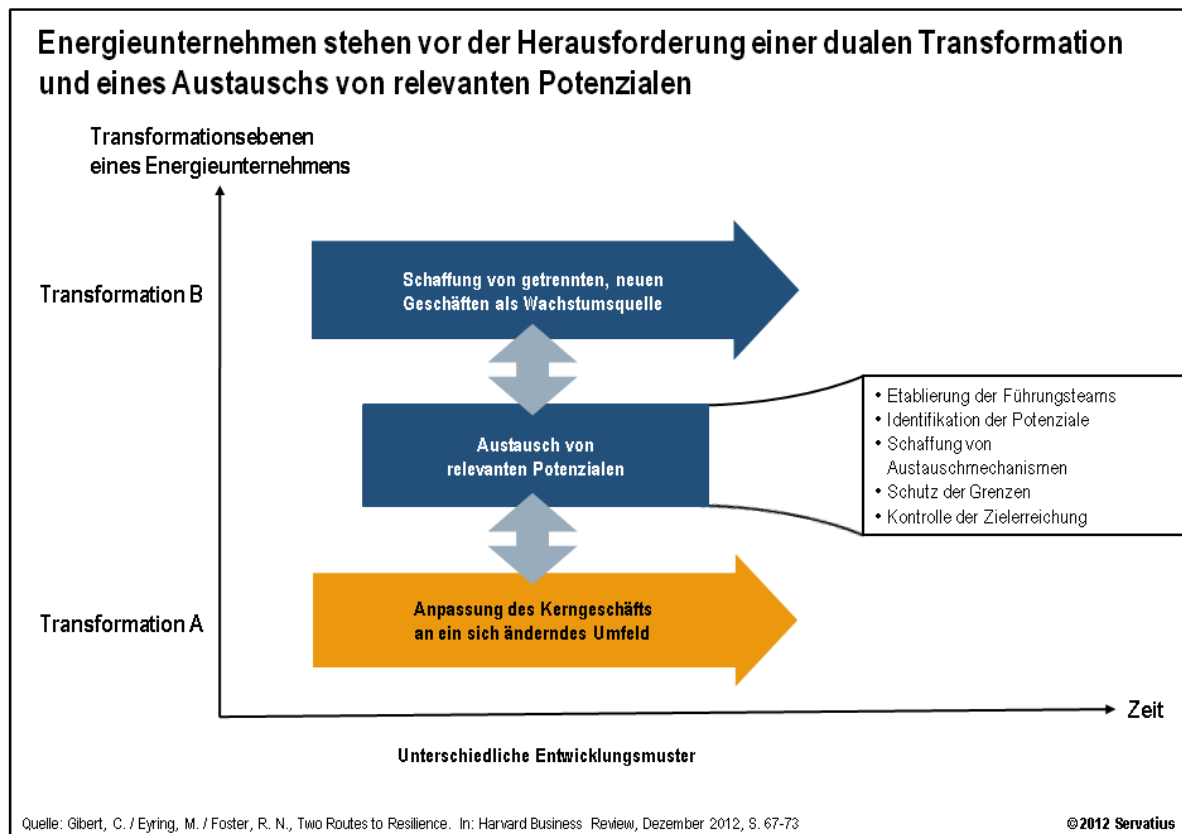 Energieunternehmen stehen vor der Herausforderung einer dualen Transformation
und eines Austauschs von relevanten Potenzialen
Transformationsebenen
eines Energieunternehmens
Transformation B
Schaffung von getrennten, neuen
Geschäften als Wachstumsquelle
Austausch von
relevanten Potenzialen
• Etablierung der Führungsteams
• Identifikation der Potenziale
• Schaffung von
Austauschmechanismen
• Schutz der Grenzen
• Kontrolle der Zielerreichung
Transformation A
Anpassung des Kerngeschäfts
an ein sich änderndes Umfeld
Zeit
Unterschiedliche Entwicklungsmuster
Quelle: Gibert, C. / Eyring, M. / Foster, R. N., Two Routes to Resilience. In: Harvard Business Review, Dezember 2012, S. 67-73
©2012 Servatius